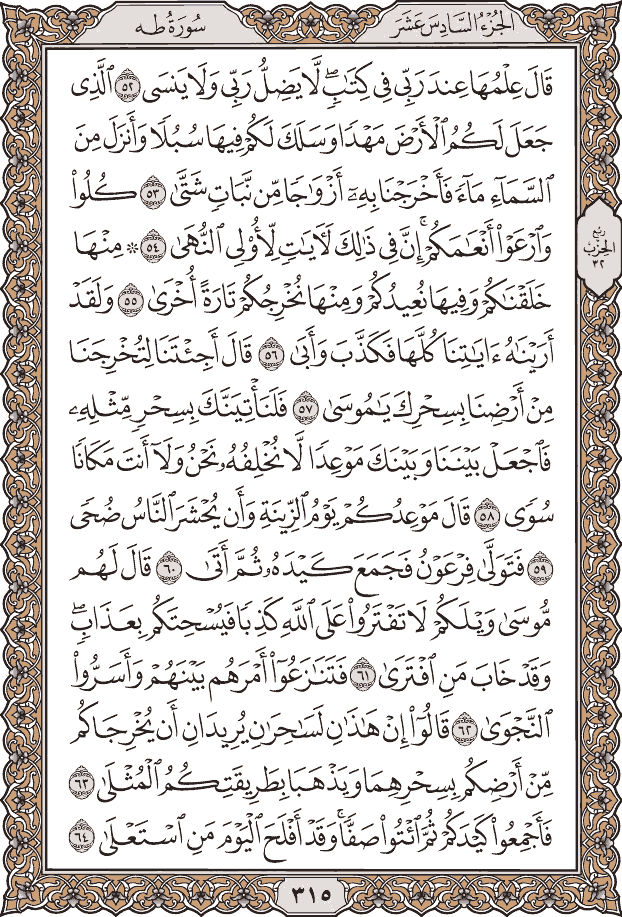 الجُزْءُ السَّادِسَ عَشَرَ
سُورَةُ طه
قَالَ عِلْمُهَا عِندَ رَبِّي فِي كِتَٰبٖۖ لَّا يَضِلُّ رَبِّي وَلَا يَنسَى ٥٢ ٱلَّذِي
جَعَلَ لَكُمُ ٱلْأَرْضَ مَهْدٗا وَسَلَكَ لَكُمْ فِيهَا سُبُلٗا وَأَنزَلَ مِنَ
ٱلسَّمَآءِ مَآءٗ فَأَخْرَجْنَا بِهِۦٓ أَزْوَٰجٗا مِّن نَّبَاتٖ شَتَّىٰ ٥٣ كُلُواْ
وَٱرْعَوْاْ أَنْعَٰمَكُمْۚ إِنَّ فِي ذَٰلِكَ لَأٓيَٰتٖ لِّأُوْلِي ٱلنُّهَىٰ ٥٤ ۞ مِنْهَا
خَلَقْنَٰكُمْ وَفِيهَا نُعِيدُكُمْ وَمِنْهَا نُخْرِجُكُمْ تَارَةً أُخْرَىٰ ٥٥ وَلَقَدْ
أَرَيْنَٰهُ ءَايَٰتِنَا كُلَّهَا فَكَذَّبَ وَأَبَىٰ ٥٦ قَالَ أَجِئْتَنَا لِتُخْرِجَنَا
مِنْ أَرْضِنَا بِسِحْرِكَ يَٰمُوسَىٰ ٥٧ فَلَنَأْتِيَنَّكَ بِسِحْرٖ مِّثْلِهِۦ
فَٱجْعَلْ بَيْنَنَا وَبَيْنَكَ مَوْعِدٗا لَّا نُخْلِفُهُۥ نَحْنُ وَلَآ أَنتَ مَكَانٗا
سُوٗى ٥٨ قَالَ مَوْعِدُكُمْ يَوْمُ ٱلزِّينَةِ وَأَن يُحْشَرَ ٱلنَّاسُ ضُحٗى
٥٩ فَتَوَلَّىٰ فِرْعَوْنُ فَجَمَعَ كَيْدَهُۥ ثُمَّ أَتَىٰ ٦٠ قَالَ لَهُم
مُّوسَىٰ وَيْلَكُمْ لَا تَفْتَرُواْ عَلَى ٱللَّهِ كَذِبٗا فَيُسْحِتَكُم بِعَذَابٖۖ
وَقَدْ خَابَ مَنِ ٱفْتَرَىٰ ٦١ فَتَنَٰزَعُوٓاْ أَمْرَهُم بَيْنَهُمْ وَأَسَرُّواْ
ٱلنَّجْوَىٰ ٦٢ قَالُوٓاْ إِنْ هَٰذَٰنِ لَسَٰحِرَٰنِ يُرِيدَانِ أَن يُخْرِجَاكُم
مِّنْ أَرْضِكُم بِسِحْرِهِمَا وَيَذْهَبَا بِطَرِيقَتِكُمُ ٱلْمُثْلَىٰ ٦٣
فَأَجْمِعُواْ كَيْدَكُمْ ثُمَّ ٱئْتُواْ صَفّٗاۚ وَقَدْ أَفْلَحَ ٱلْيَوْمَ مَنِ ٱسْتَعْلَىٰ ٦٤
ربع
الحزب
٣٢
٣١٥